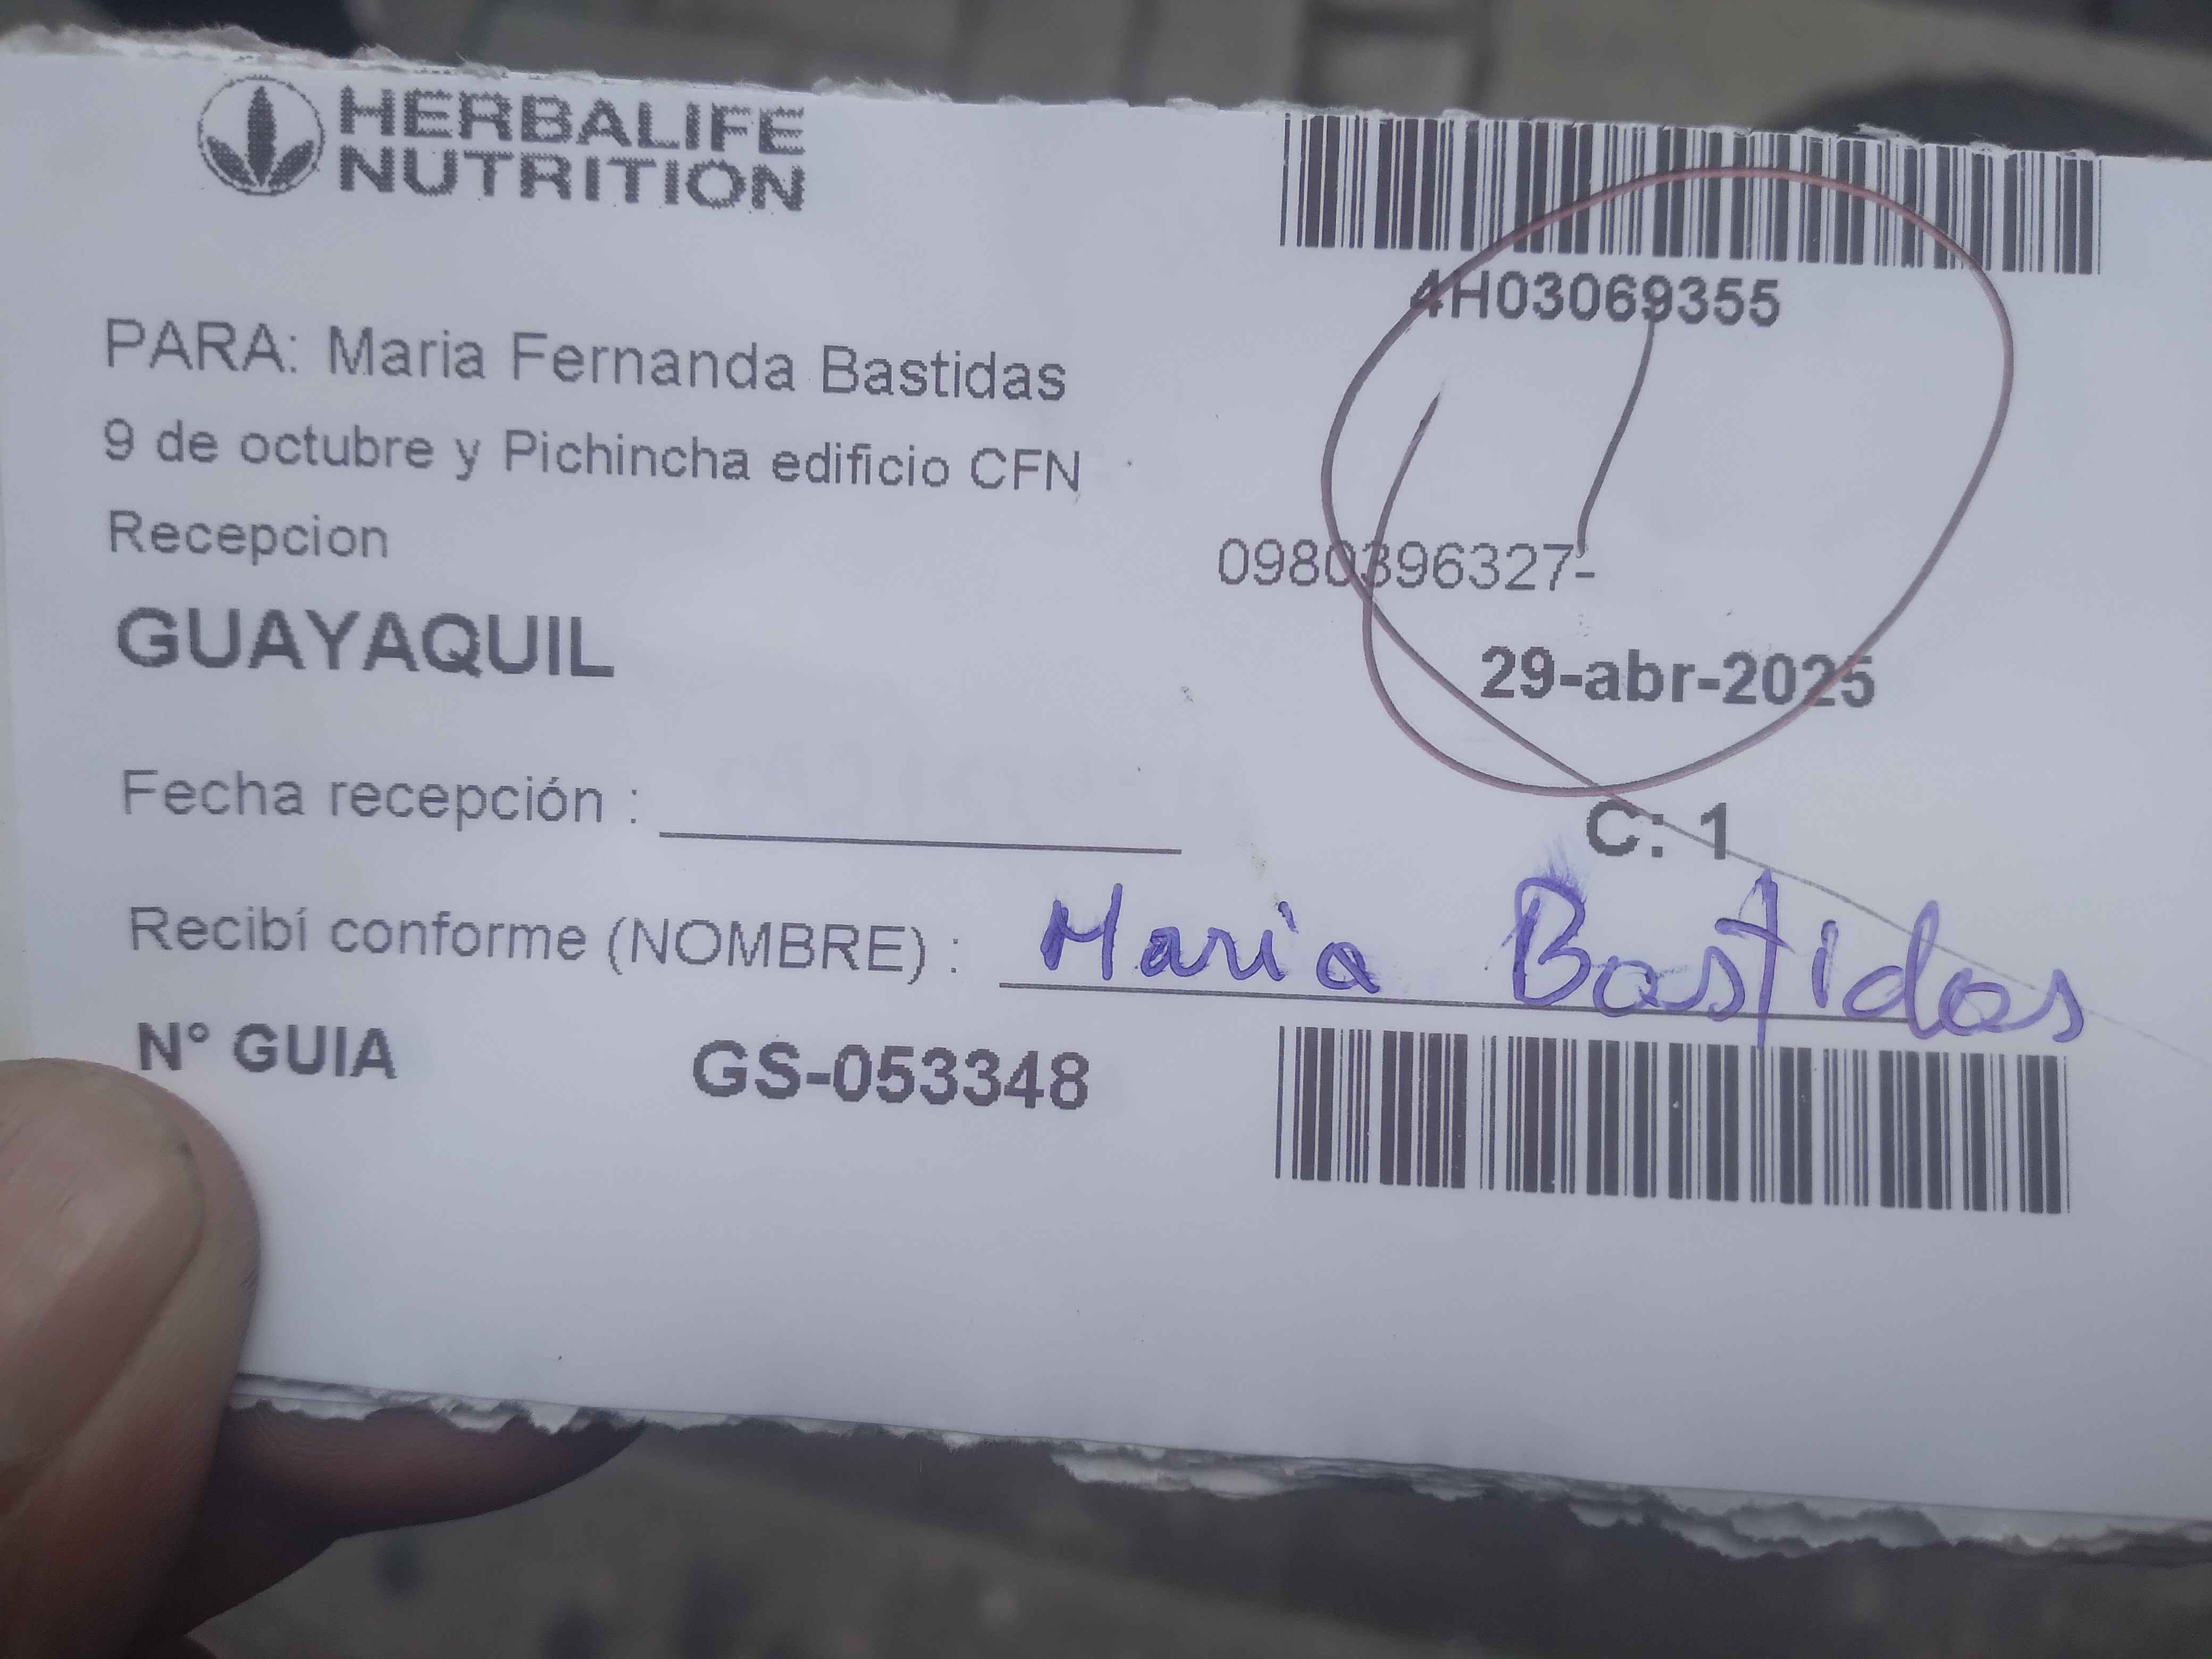 HERBALIFE
NUTRITION
4H03069355
PARA: Maria Fernanda Bastidas
9 de octubre y Pichincha edificio CFN
Recepcion
0980396327-
GUAYAQUIL
29-abr-2025
Fecha recepción :
C: 1
Recibí conforme (NOMBRE) : Maria Bastidas
N° GUIA GS-053348